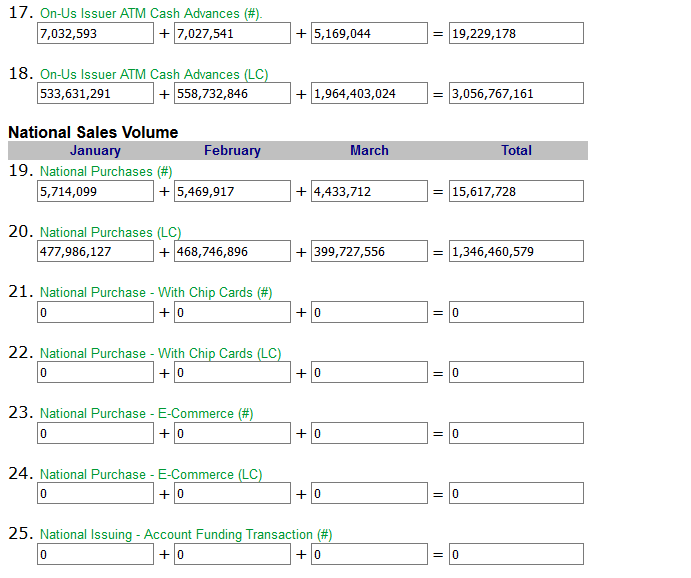 17. On-Us Issuer ATM Cash Advances (#).
7,032,593 + 7,027,541 + 5,169,044 = 19,229,178
18. On-Us Issuer ATM Cash Advances (LC)
533,631,291 + 558,732,846 + 1,964,403,024 = 3,056,767,161
National Sales Volume
January February March Total
19. National Purchases (#)
5,714,099 + 5,469,917 + 4,433,712 = 15,617,728
20. National Purchases (LC)
477,986,127 + 468,746,896 + 399,727,556 = 1,346,460,579
21. National Purchase - With Chip Cards (#)
0 + 0 + 0 = 0
22. National Purchase - With Chip Cards (LC)
0 + 0 + 0 = 0
23. National Purchase - E-Commerce (#)
0 + 0 + 0 = 0
24. National Purchase - E-Commerce (LC)
0 + 0 + 0 = 0
25. National Issuing - Account Funding Transaction (#)
0 + 0 + 0 = 0